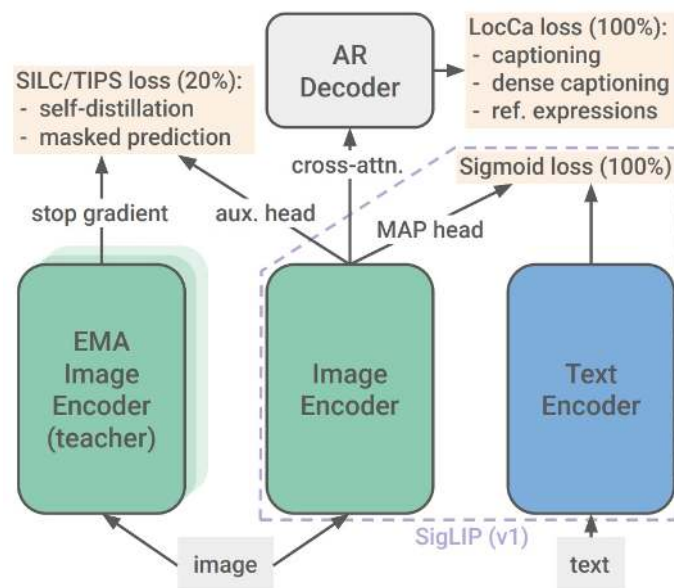 LocCa loss (100%):
- captioning
- dense captioning
- ref. expressions
AR
Decoder
SILC/TIPS loss (20%):
- self-distillation
- masked prediction
cross-attn.
Sigmoid loss (100%)
stop gradient
aux. head
MAP head
EMA
Image
Encoder
(teacher)
Image
Encoder
Text
Encoder
SigLIP (v1)
image
text